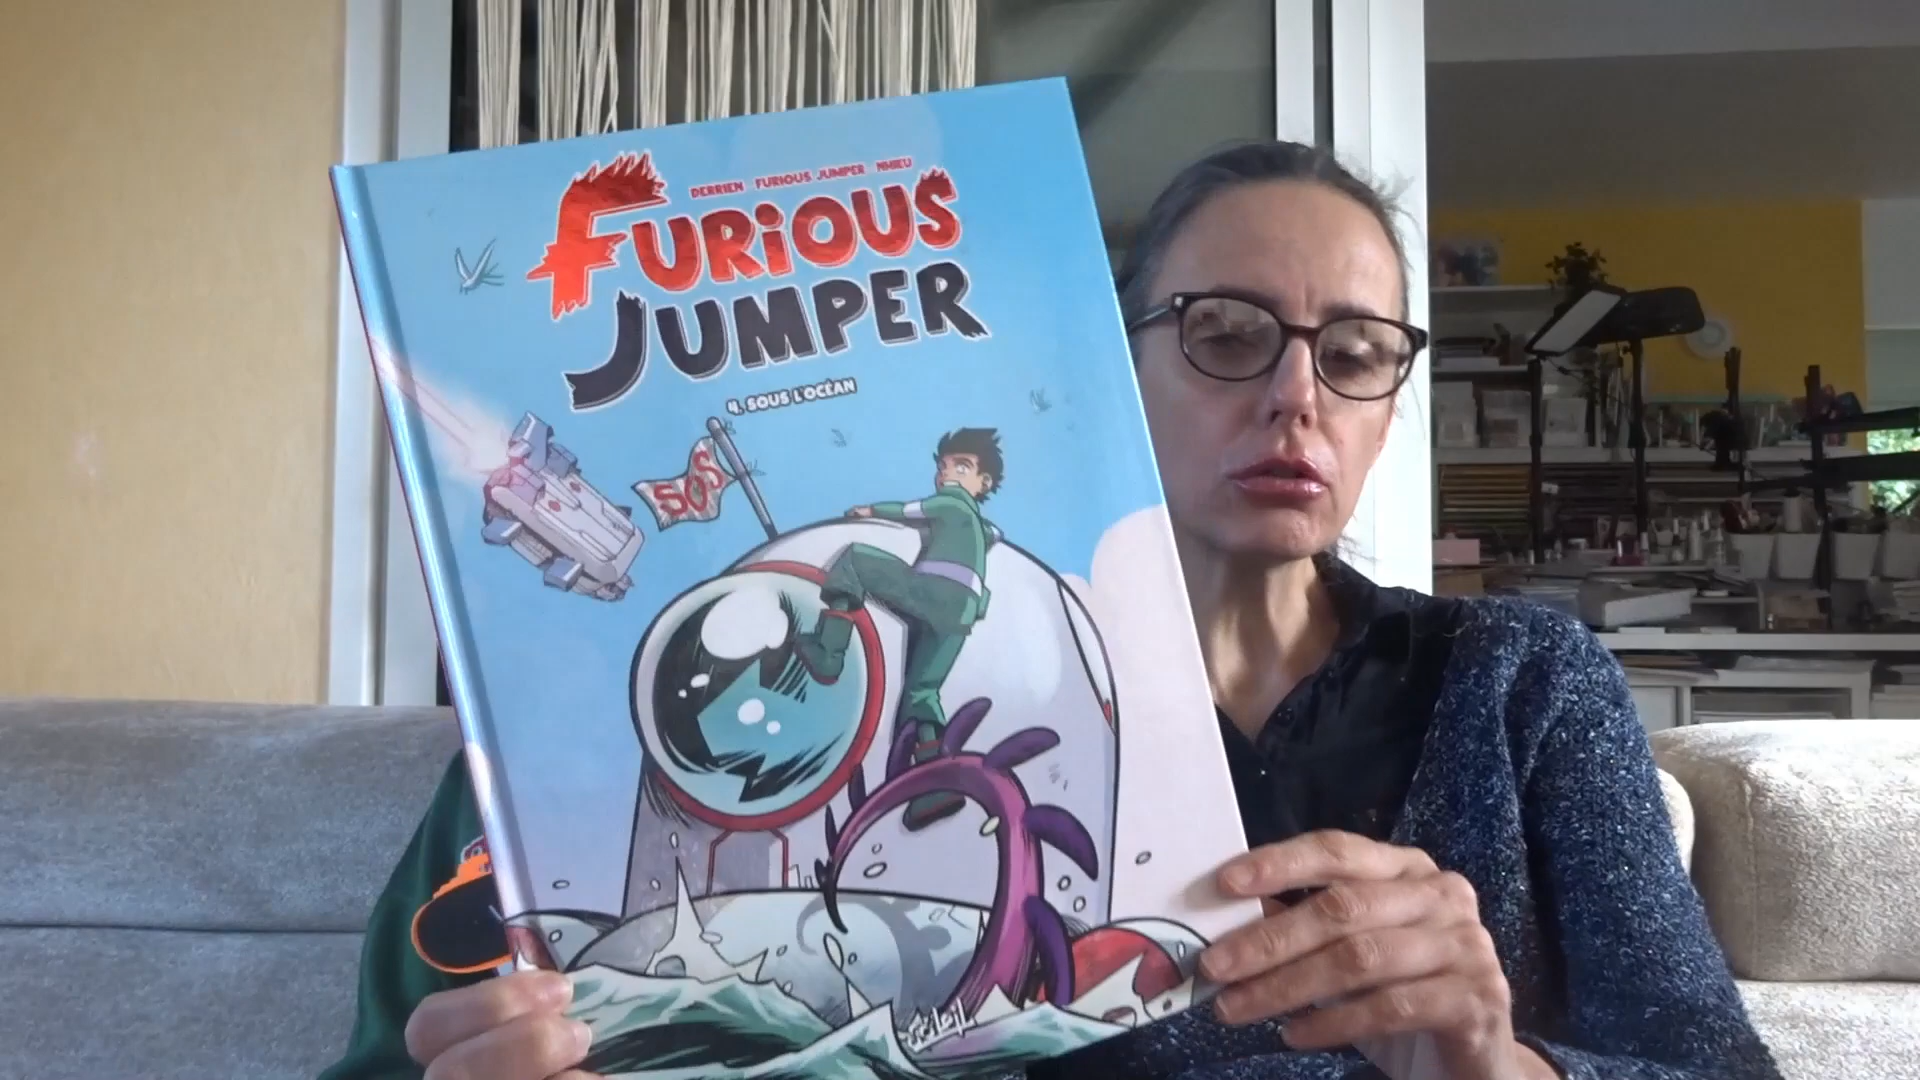 DERRIEN FURIOUS JUMPER NHIEU
FURiOUS
JUMPER
4. SOUS L'OCÉAN
SOS
SOLEIL